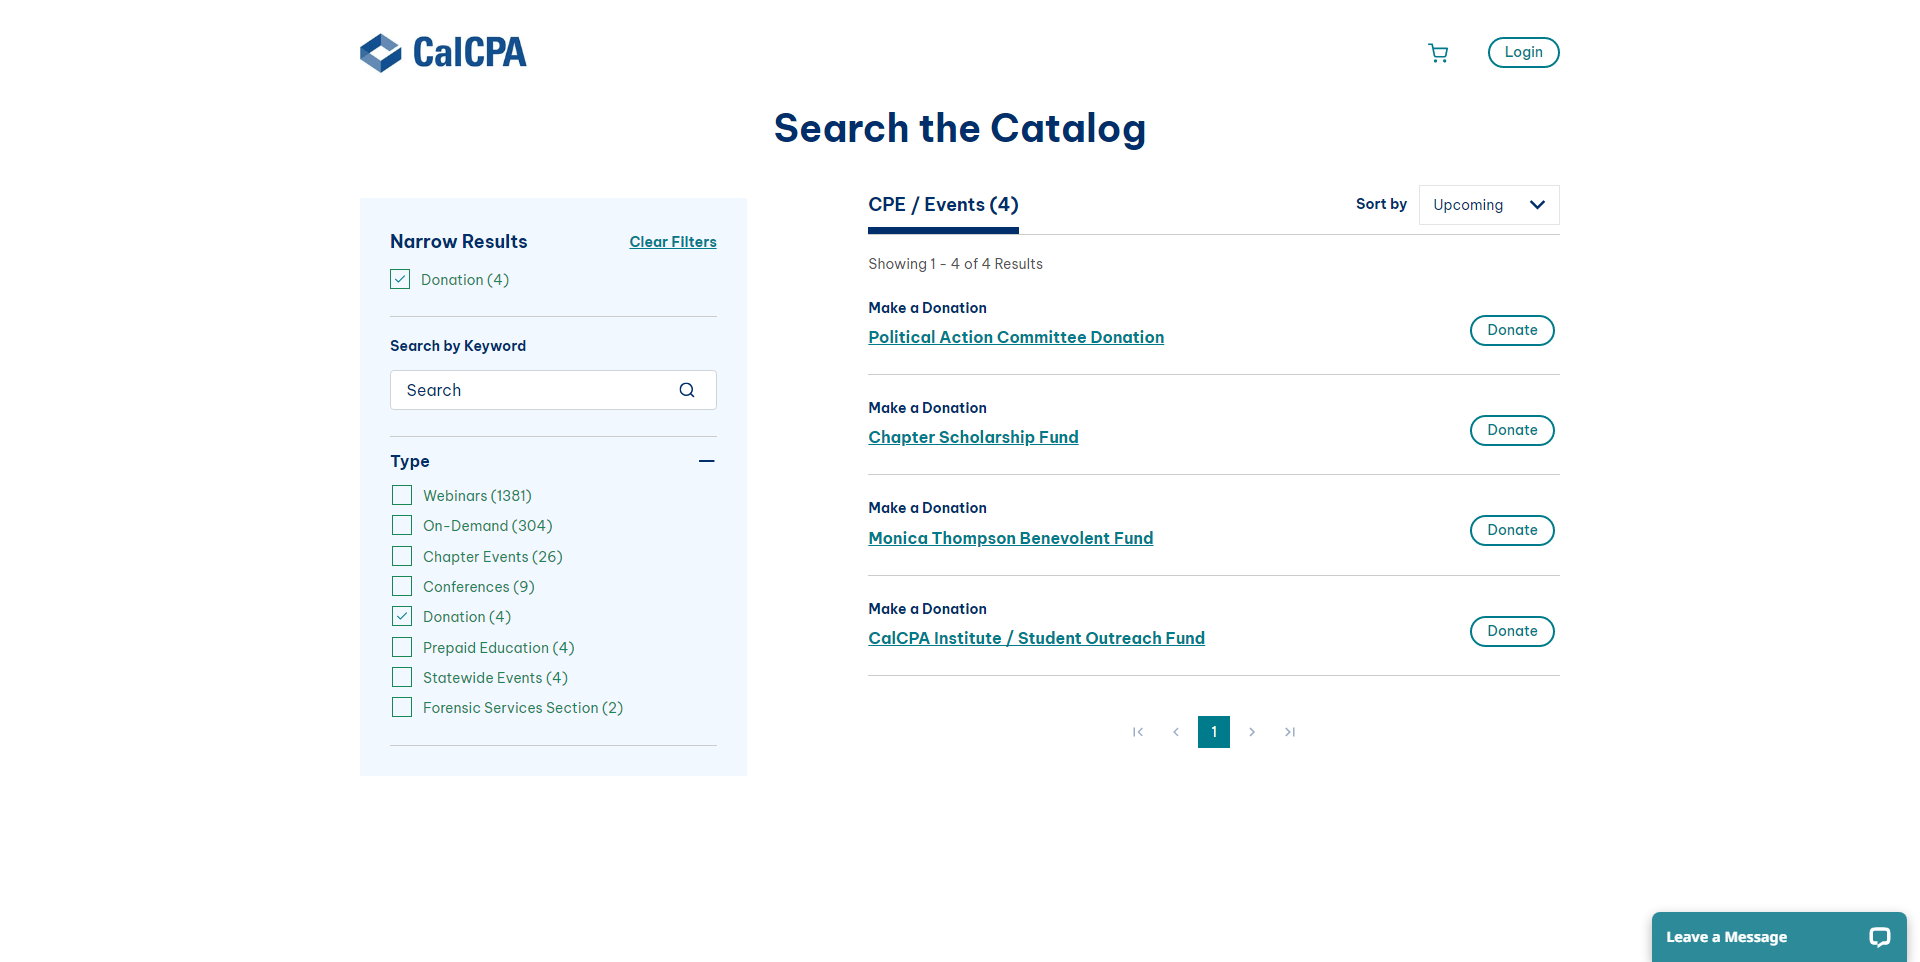 CalCPA
Login
Search the Catalog
Narrow Results
Clear Filters
Donation (4)
Search by Keyword
Search
Type
Webinars (1381)
On-Demand (304)
Chapter Events (26)
Conferences (9)
Donation (4)
Prepaid Education (4)
Statewide Events (4)
Forensic Services Section (2)
CPE / Events (4)
Sort by
Upcoming
Showing 1 - 4 of 4 Results
Make a Donation
Political Action Committee Donation
Donate
Make a Donation
Chapter Scholarship Fund
Donate
Make a Donation
Monica Thompson Benevolent Fund
Donate
Make a Donation
CalCPA Institute / Student Outreach Fund
Donate
1
Leave a Message